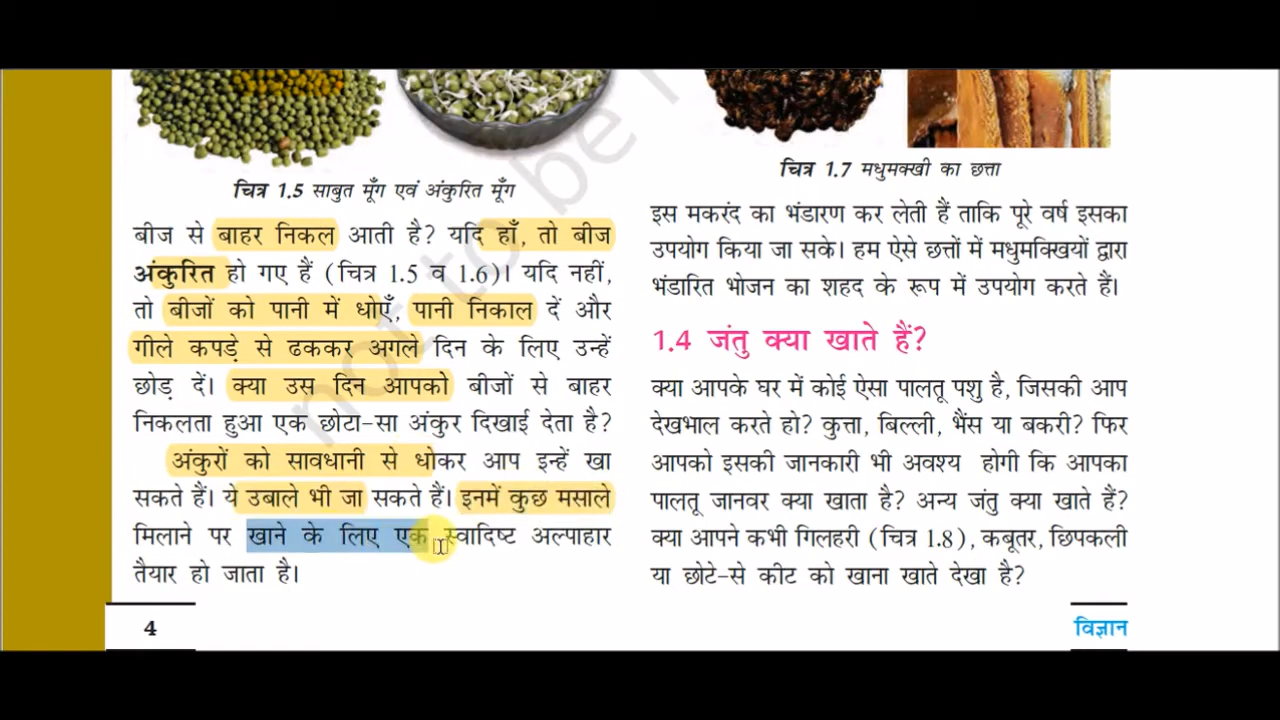 चित्र 1.5 साबुत मूँग एवं अंकुरित मूँग
बीज से बाहर निकल आती है? यदि हाँ, तो बीज
अंकुरित हो गए हैं (चित्र 1.5 व 1.6)। यदि नहीं,
तो बीजों को पानी में धोएँ, पानी निकाल दें और
गीले कपड़े से ढककर अगले दिन के लिए उन्हें
छोड़ दें। क्या उस दिन आपको बीजों से बाहर
निकलता हुआ एक छोटा-सा अंकुर दिखाई देता है?
अंकुरों को सावधानी से धोकर आप इन्हें खा
सकते हैं। ये उबाले भी जा सकते हैं। इनमें कुछ मसाले
मिलाने पर खाने के लिए एक स्वादिष्ट अल्पाहार
तैयार हो जाता है।
4
चित्र 1.7 मधुमक्खी का छत्ता
इस मकरंद का भंडारण कर लेती हैं ताकि पूरे वर्ष इसका
उपयोग किया जा सके। हम ऐसे छत्तों में मधुमक्खियों द्वारा
भंडारित भोजन का शहद के रूप में उपयोग करते हैं।
1.4 जंतु क्या खाते हैं?
क्या आपके घर में कोई ऐसा पालतू पशु है, जिसकी आप
देखभाल करते हो? कुत्ता, बिल्ली, भैंस या बकरी? फिर
आपको इसकी जानकारी भी अवश्य होगी कि आपका
पालतू जानवर क्या खाता है? अन्य जंतु क्या खाते हैं?
क्या आपने कभी गिलहरी (चित्र 1.8), कबूतर, छिपकली
या छोटे-से कीट को खाना खाते देखा है?
विज्ञान
not to be